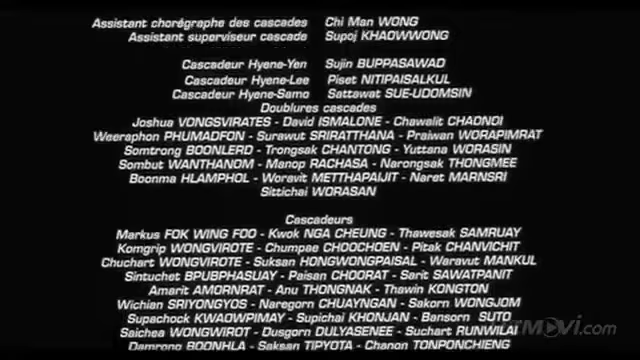 Assistant chorégraphe des cascades Chi Man WONG
Assistant superviseur cascade Supoj KHAOWWONG
Cascadeur Hyene-Yen Sujin BUPPASAWAD
Cascadeur Hyene-Lee Piset NITIPAISALKUL
Cascadeur Hyene-Samo Sattawat SUE-UDOMSIN
Doublures cascades
Joshua VONGSVIRATES - David ISMALONE - Chawalit CHAONOI
Weeraphon PHUMADFON - Surawut SRIRATTHANA - Praiwan WORAPIMRAT
Somtrong BOONLERD - Trongsak CHANTONG - Yuttana WORASIN
Sombut WANTHANOM - Manop RACHASA - Narongsak THONGMEE
Boonma HLAMPHOL - Woravit METTHAPAIJIT - Naret MARNSRI
Sittichai WORASAN
Cascadeurs
Markus FOK WING FOO - Kwok NGA CHEUNG - Thawesak SAMRUAY
Komgrip WONGVIROTE - Chumpae CHOOCHOEN - Pitak CHANVICHIT
Chuchart WONGVIROTE - Suksan HONGWONGPAISAL - Waravut MANKUL
Sintuchet BPUBPHASUAY - Paisan CHOORAT - Sarit SAWATPANIT
Amarit AMORNRAT - Anu THONGNAK - Thawin KONGTON
Wichian SRIYONGYOS - Naregorn CHUAYNGAN - Sakorn WONGJOM
Supachock KWAOWPIMAY - Supichai KHONJAN - Bansorn SUTO
Saichea WONGWIROT - Dusgorn DULYASENEE - Suchart RUNWILAI
Damrong BOONHLA - Saksan TIPYOTA - Chanon TONPONCHIENG